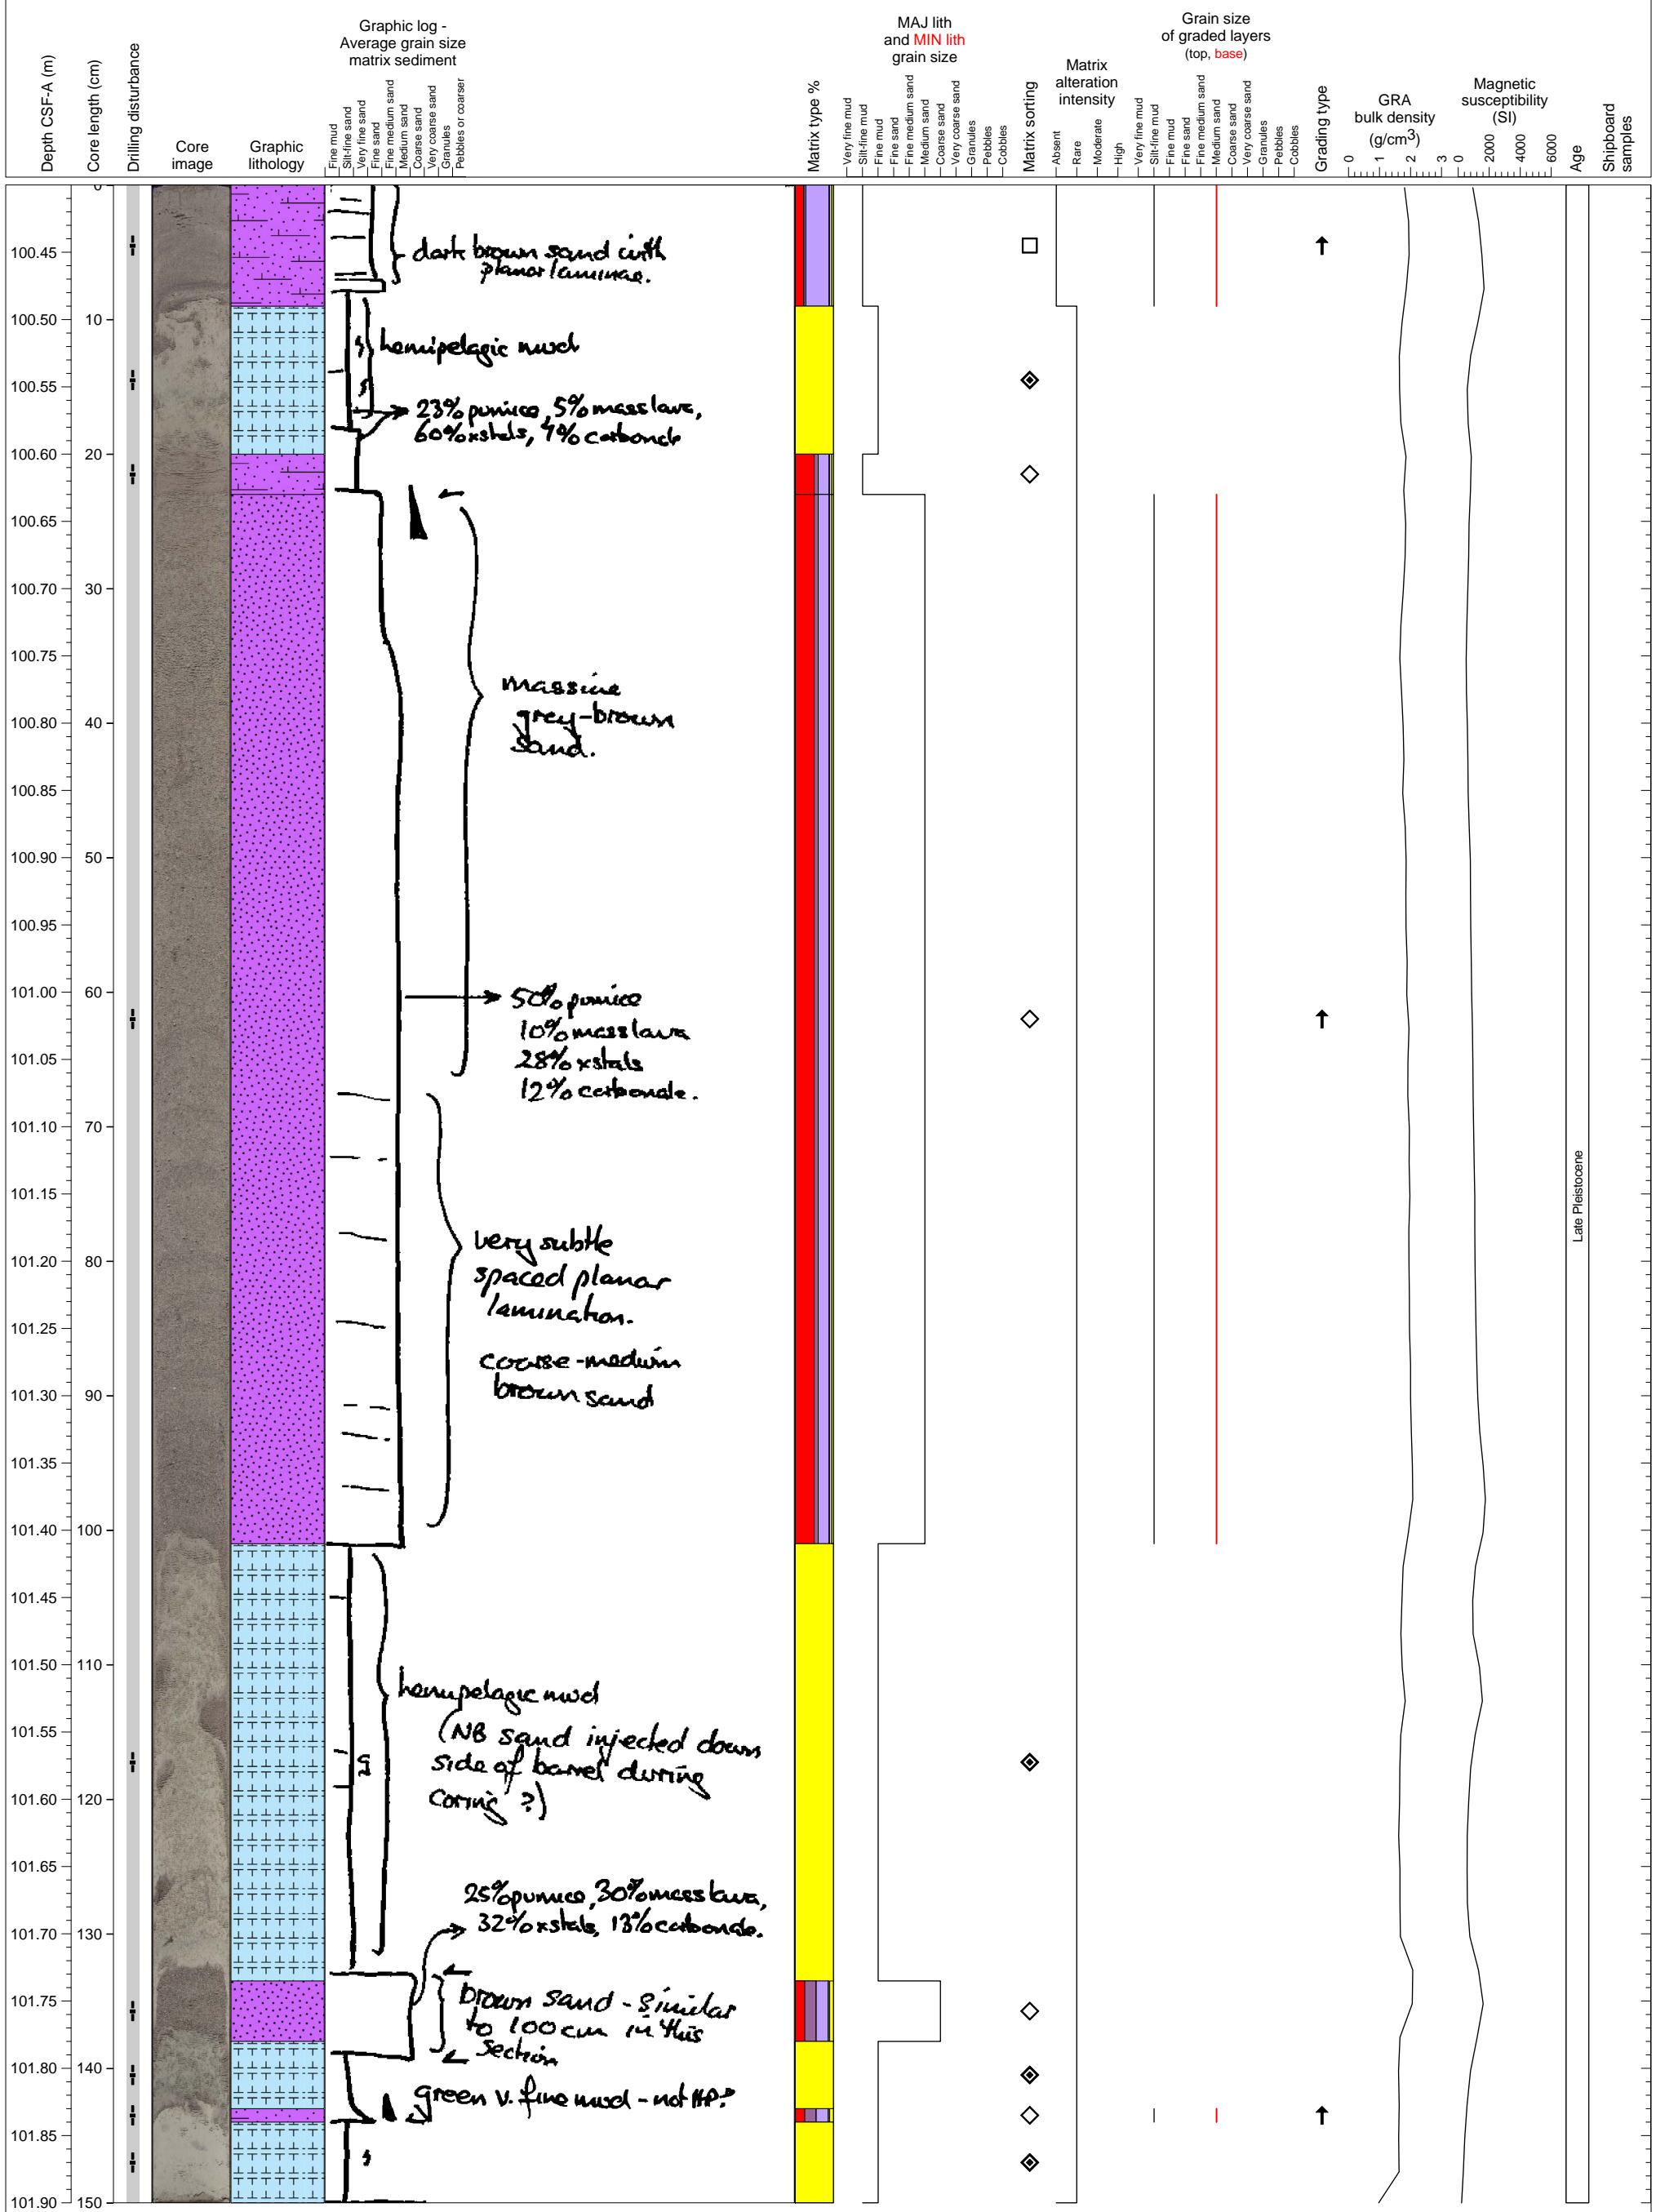 Depth CSF-A (m)
Core length (cm)
Drilling disturbance
Core
image
Graphic
lithology
Graphic log -
Average grain size
matrix sediment
Fine mud
Silt-fine sand
Very fine sand
Fine sand
Fine medium sand
Medium sand
Coarse sand
Very coarse sand
Granules
Pebbles or coarser
Matrix type %
MAJ lith
and MIN lith
grain size
Very fine mud
Silt-fine mud
Fine mud
Fine sand
Fine medium sand
Medium sand
Coarse sand
Very coarse sand
Granules
Pebbles
Cobbles
Matrix sorting
Matrix
alteration
intensity
Absent
Rare
Moderate
High
Grain size
of graded layers
(top, base)
Very fine mud
Silt-fine mud
Fine mud
Fine sand
Fine medium sand
Medium sand
Coarse sand
Very coarse sand
Granules
Pebbles
Cobbles
Grading type
GRA
bulk density
(g/cm3)
0 1 2 3
Magnetic
susceptibility
(SI)
0 2000 4000 6000
Age
Shipboard
samples
0
100.45
dark brown sand with
planar laminae.
100.50 10
hemipelagic mud
100.55
23% pumice, 5% mass lava,
60% xstals, 7% carbonate
100.60 20
100.65
100.70 30
100.75
massive
grey-brown
sand.
100.80 40
100.85
100.90 50
100.95
101.00 60
50% pumice
10% mass lava
28% xstals
12% carbonate.
101.05
101.10 70
101.15
Late Pleistocene
101.20 80
very subtle
spaced planar
lamination.
101.25
coarse-medium
brown sand
101.30 90
101.35
101.40 100
101.45
101.50 110
hemipelagic mud
(NB sand injected down
side of barrel during
coring ?)
101.55
101.60 120
101.65
25% pumice, 30% mass lava,
32% xstals, 13% carbonate.
101.70 130
101.75
brown sand - similar
to 100 cm in this
section
101.80 140
green v. fine mud - not HP?
101.85
101.90 150